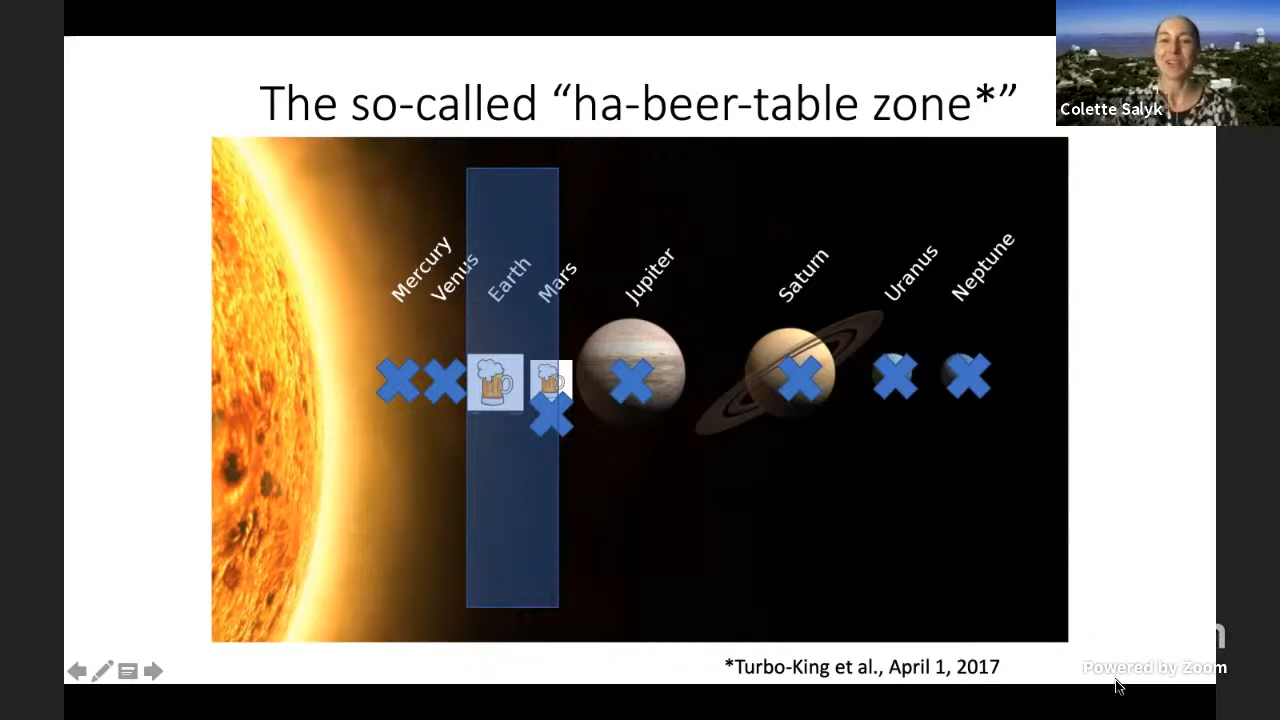 The so-called “ha-beer-table zone*”
Colette Salyk
Mercury
Venus
Earth
Mars
Jupiter
Saturn
Uranus
Neptune
*Turbo-King et al., April 1, 2017
Powered by Zoom